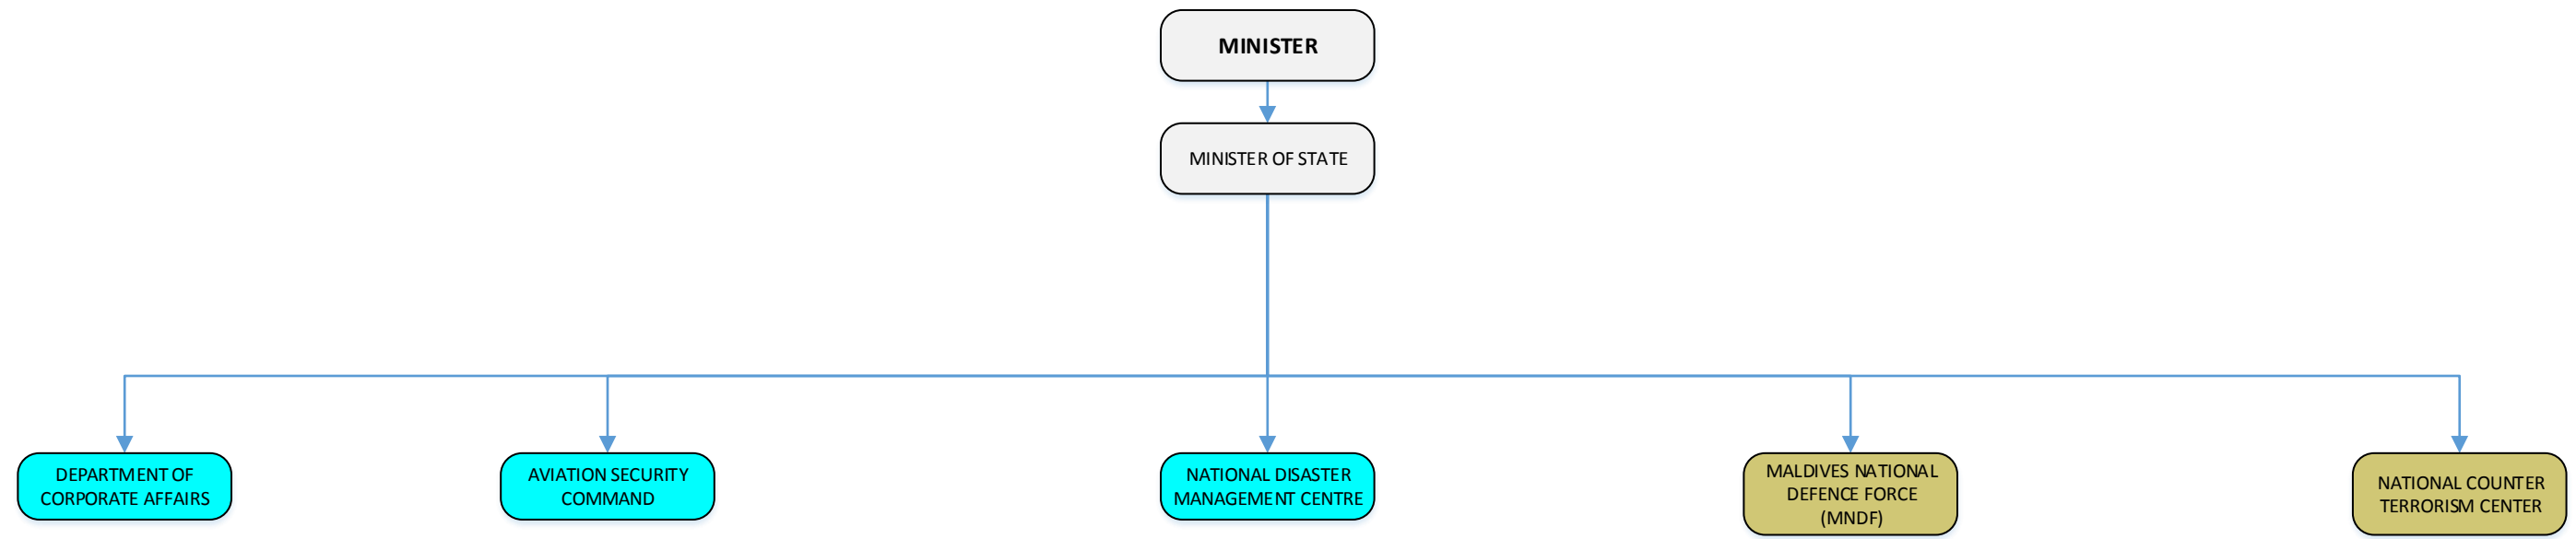 MINISTER
MINISTER OF STATE
DEPARTMENT OF
CORPORATE AFFAIRS
AVIATION SECURITY
COMMAND
NATIONAL DISASTER
MANAGEMENT CENTRE
MALDIVES NATIONAL
DEFENCE FORCE
(MNDF)
NATIONAL COUNTER
TERRORISM CENTER